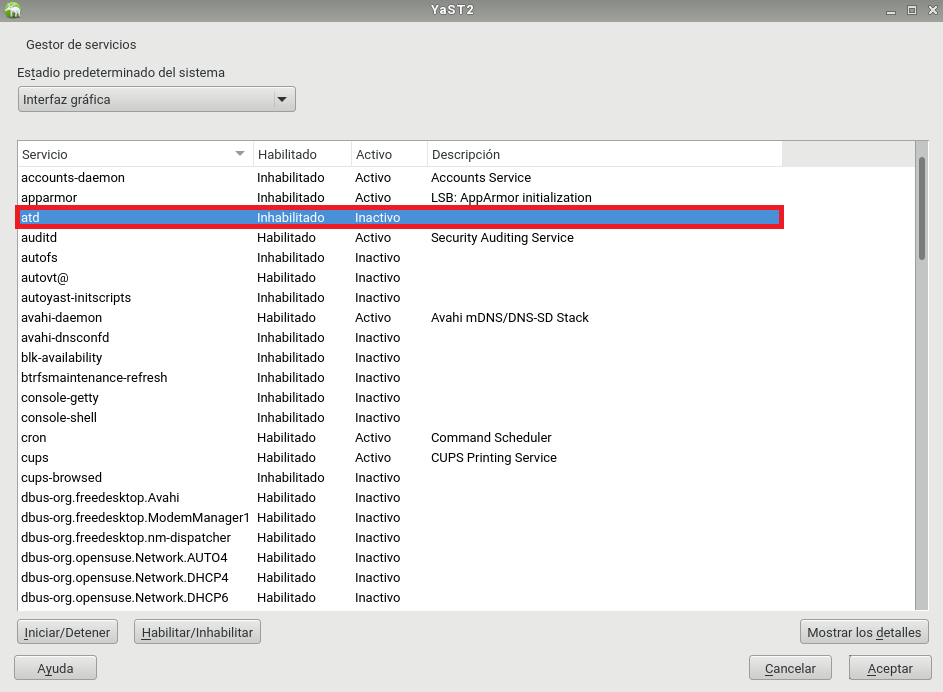 YaST2
Gestor de servicios
Estadio predeterminado del sistema
Interfaz gráfica
Servicio Habilitado Activo Descripción
accounts-daemon Inhabilitado Activo Accounts Service
apparmor Inhabilitado Activo LSB: AppArmor initialization
atd Inhabilitado Inactivo
auditd Habilitado Activo Security Auditing Service
autofs Inhabilitado Inactivo
autovt@ Habilitado Inactivo
autoyast-initscripts Inhabilitado Inactivo
avahi-daemon Habilitado Activo Avahi mDNS/DNS-SD Stack
avahi-dnsconfd Inhabilitado Inactivo
blk-availability Inhabilitado Inactivo
btrfsmaintenance-refresh Inhabilitado Inactivo
console-getty Inhabilitado Inactivo
console-shell Inhabilitado Inactivo
cron Habilitado Activo Command Scheduler
cups Habilitado Activo CUPS Printing Service
cups-browsed Inhabilitado Inactivo
dbus-org.freedesktop.Avahi Habilitado Inactivo
dbus-org.freedesktop.ModemManager1 Habilitado Inactivo
dbus-org.freedesktop.nm-dispatcher Habilitado Inactivo
dbus-org.opensuse.Network.AUTO4 Habilitado Inactivo
dbus-org.opensuse.Network.DHCP4 Habilitado Inactivo
dbus-org.opensuse.Network.DHCP6 Habilitado Inactivo
Iniciar/Detener Habilitar/Inhabilitar Mostrar los detalles
Ayuda Cancelar Aceptar